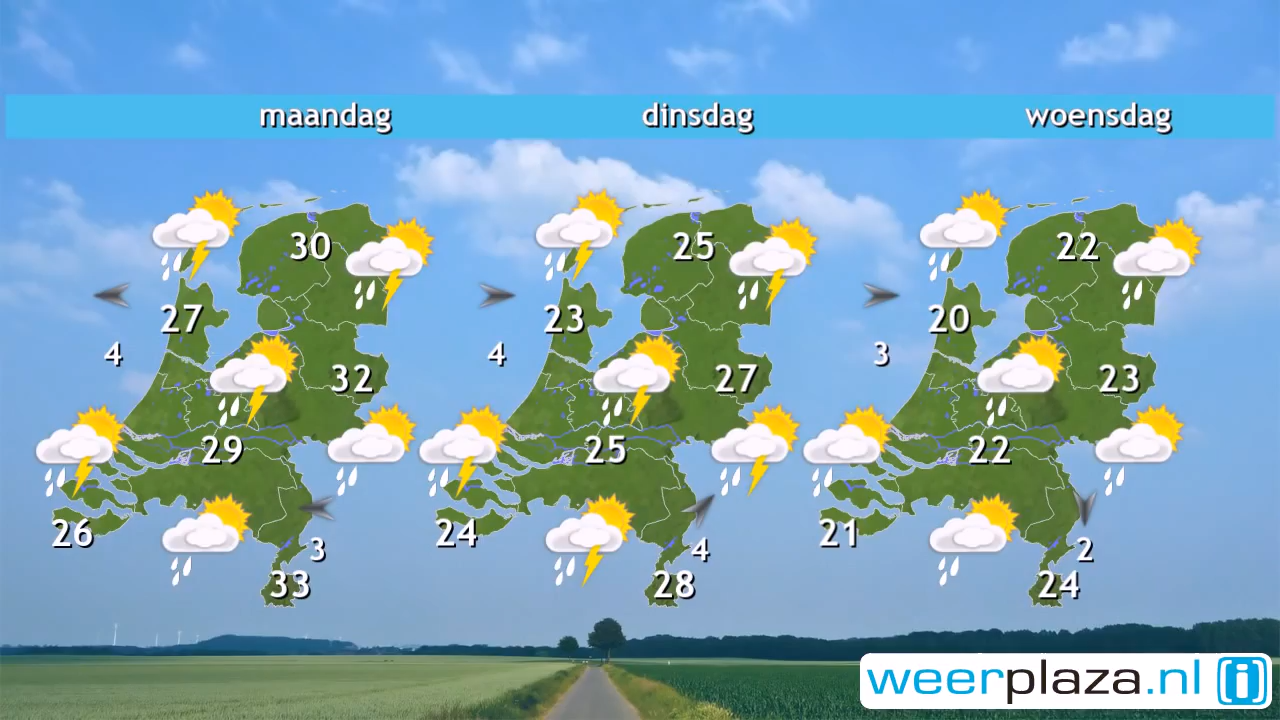 maandag dinsdag woensdag
30 25 22
27 23 20
4 4 3
32 27 23
29 25 22
26 24 21
3 4 2
33 28 24
weerplaza.nl i